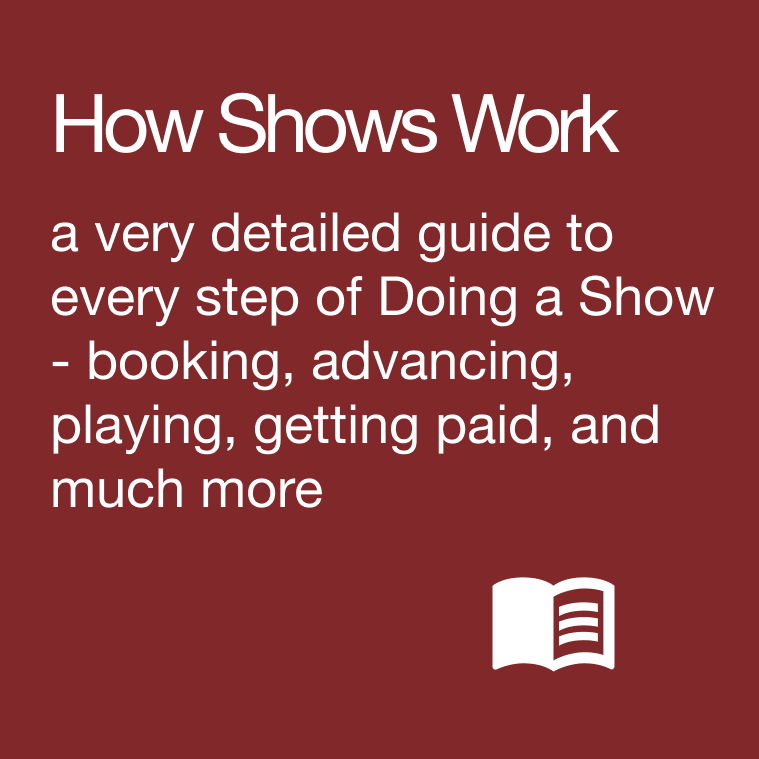 How Shows Work
a very detailed guide to
every step of Doing a Show
- booking, advancing,
playing, getting paid, and
much more